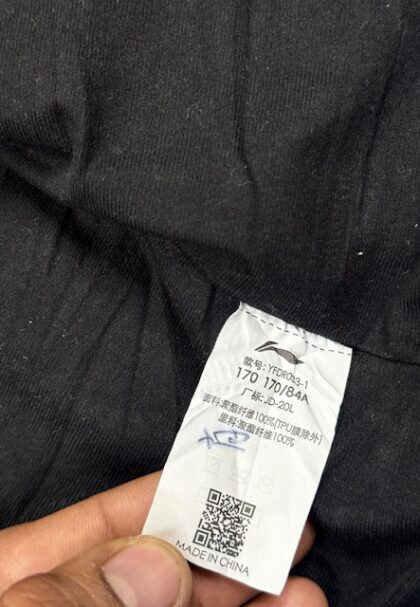 款号: YFDR033-1
170 170/84A
厂标: JD-20L
面料:聚酯纤维100%(TPU膜除外)
里料:聚酯纤维100%
MADE IN CHINA